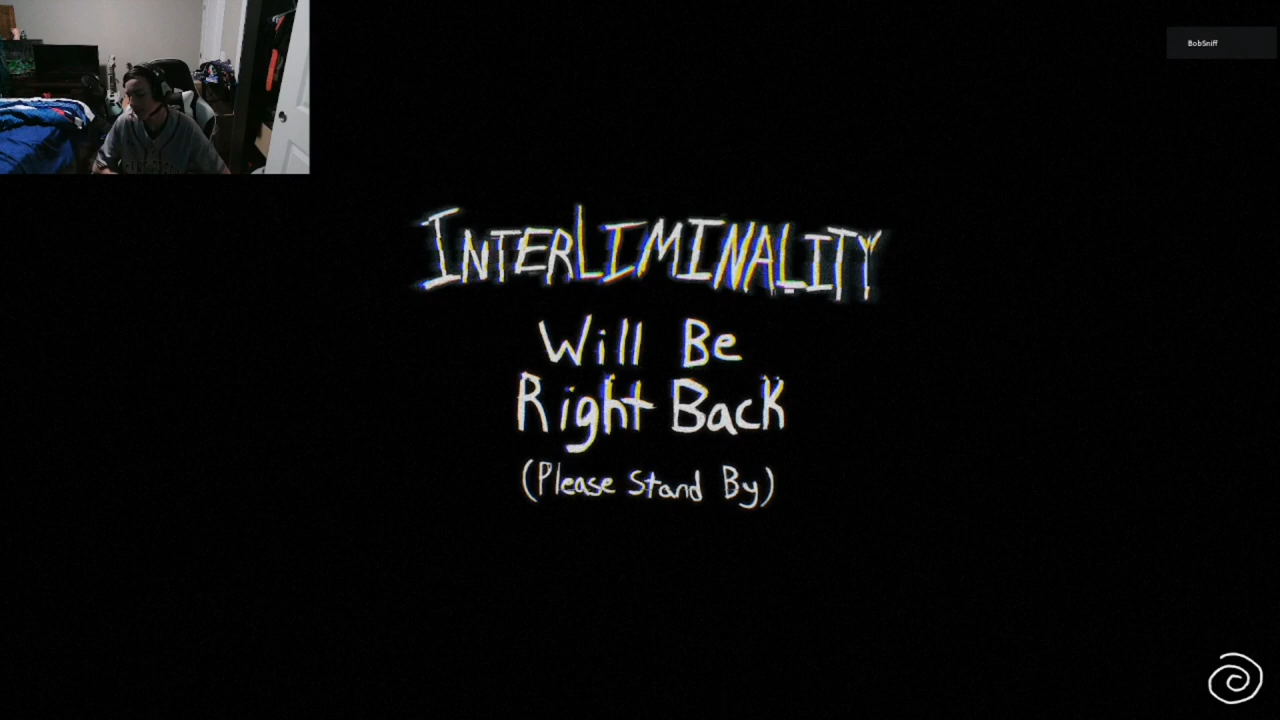 BobSniff
INTERLIMINALITY
Will Be
Right Back
(Please Stand By)